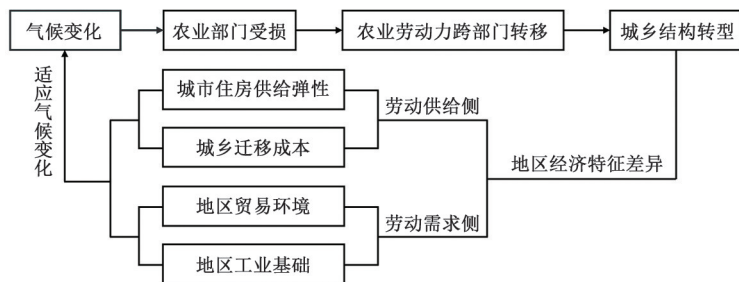 气候变化
农业部门受损
农业劳动力跨部门转移
城乡结构转型
适应气候变化
城市住房供给弹性
劳动供给侧
城乡迁移成本
地区经济特征差异
地区贸易环境
劳动需求侧
地区工业基础